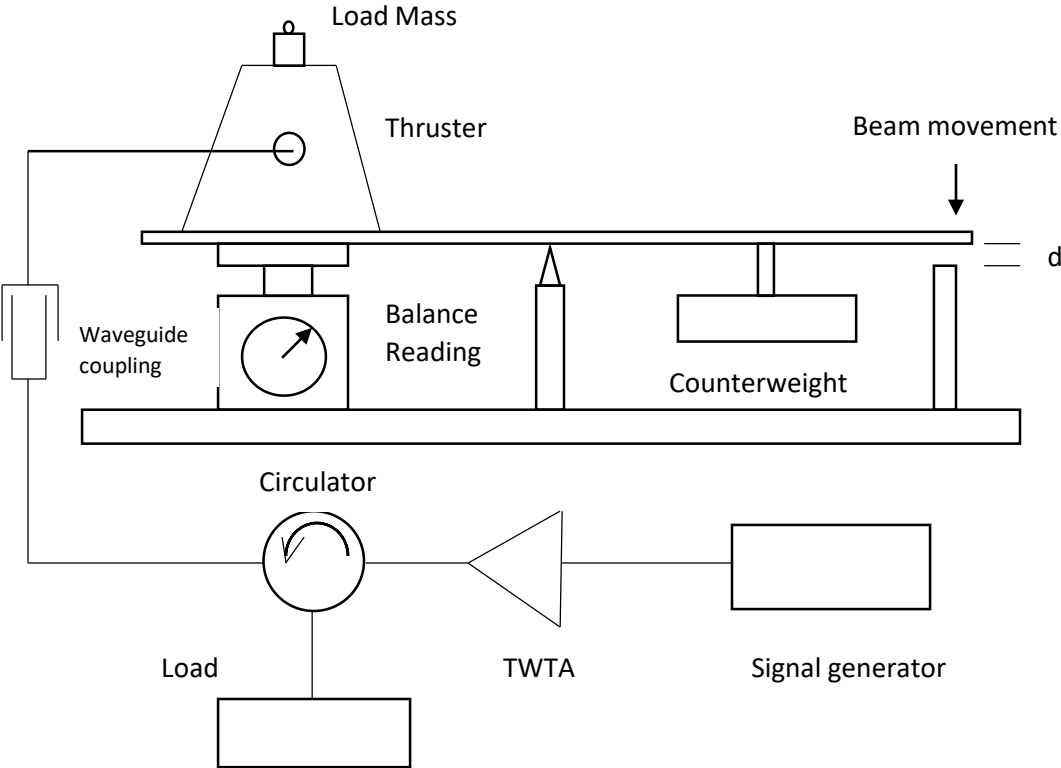 Load Mass
Thruster
Beam movement
d
Waveguide
coupling
Balance
Reading
Counterweight
Circulator
Load
TWTA
Signal generator